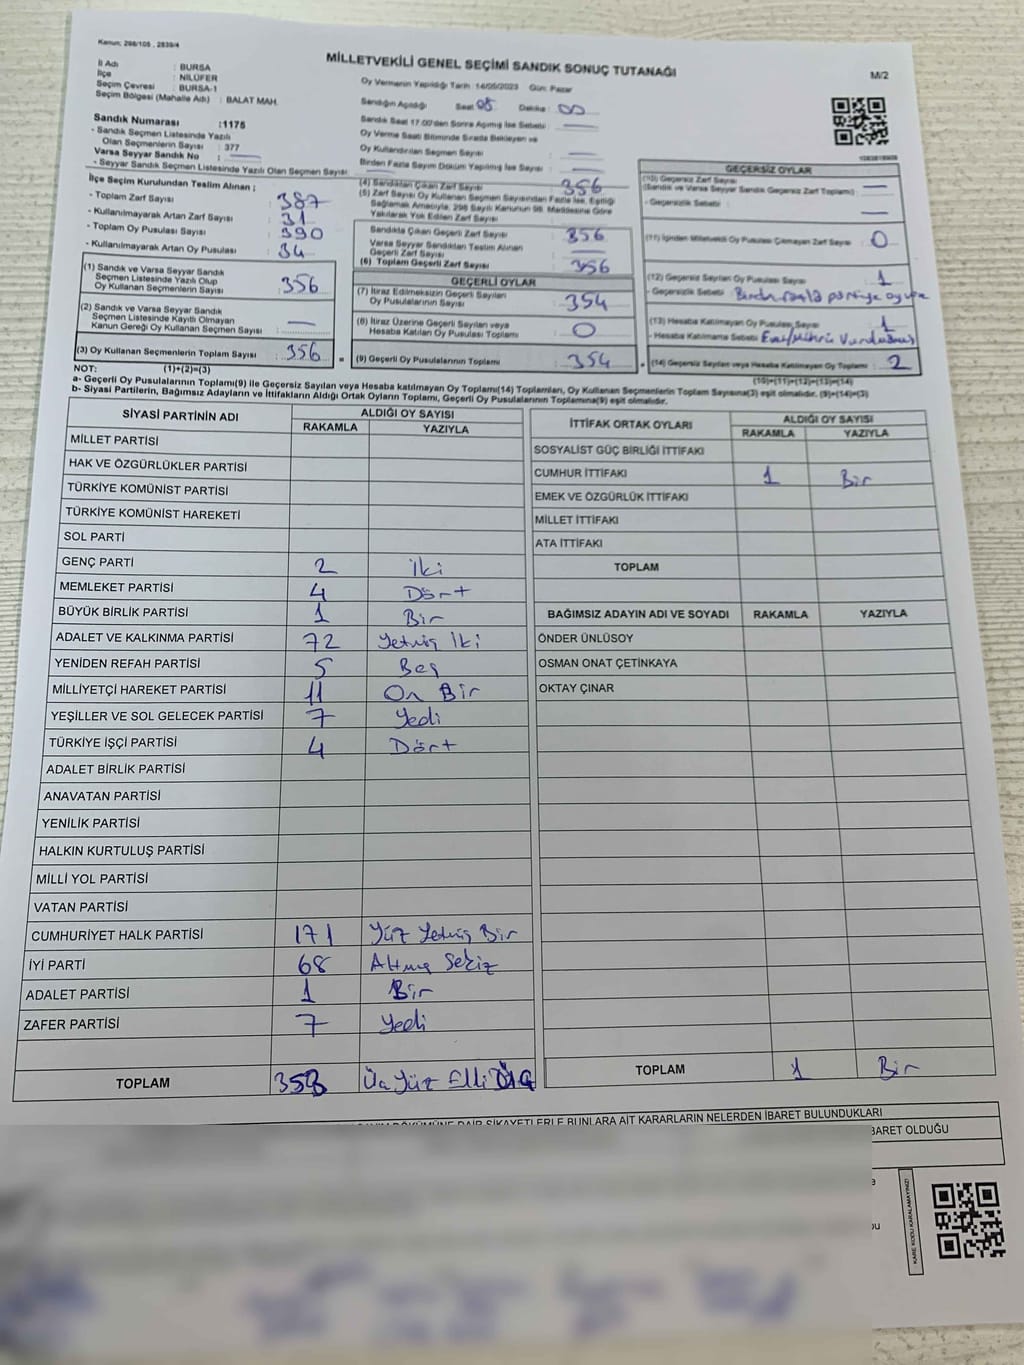 Kanun; 298/105 , 2839/4
MİLLETVEKİLİ GENEL SEÇİMİ SANDIK SONUÇ TUTANAĞI
M/2
İl Adı : BURSA
İlçe : NİLÜFER
Seçim Çevresi : BURSA-1
Seçim Bölgesi (Mahalle Adı) : BALAT MAH.
Oy Vermenin Yapıldığı Tarih : 14/05/2023 Gün: Pazar
Sandığın Açıldığı Saat 08 Dakika : 00
Sandık Saat 17:00'den Sonra Açılmış İse Sebebi :
Oy Verme Saati Bitiminde Sırada Bekleyen ve
Oy Kullandırılan Seçmen Sayısı :
Birden Fazla Sayım Döküm Yapılmış İse Sayısı :
Sandık Numarası : 1175
- Sandık Seçmen Listesinde Yazılı
Olan Seçmenlerin Sayısı : 377
Varsa Seyyar Sandık No :
- Seyyar Sandık Seçmen Listesinde Yazılı Olan Seçmen Sayısı :
İlçe Seçim Kurulundan Teslim Alınan ;
- Toplam Zarf Sayısı : 387
- Kullanılmayarak Artan Zarf Sayısı : 31
- Toplam Oy Pusulası Sayısı : 390
- Kullanılmayarak Artan Oy Pusulası : 34
(1) Sandık ve Varsa Seyyar Sandık
Seçmen Listesinde Yazılı Olup
Oy Kullanan Seçmenlerin Sayısı : 356
(2) Sandık ve Varsa Seyyar Sandık
Seçmen Listesinde Kayıtlı Olmayan
Kanun Gereği Oy Kullanan Seçmen Sayısı :
(3) Oy Kullanan Seçmenlerin Toplam Sayısı : 356
(1)+(2)=(3)
(4) Sandıktan Çıkan Zarf Sayısı : 356
(5) Zarf Sayısı Oy Kullanan Seçmen Sayısından Fazla İse, Eşitliği
Sağlamak Amacıyla, 298 Sayılı Kanunun 98. Maddesine Göre
Yakılarak Yok Edilen Zarf Sayısı :
Sandıkta Çıkan Geçerli Zarf Sayısı : 356
Varsa Seyyar Sandıktan Teslim Alınan
Geçerli Zarf Sayısı :
(6) Toplam Geçerli Zarf Sayısı : 356
GEÇERLİ OYLAR
(7) İtiraz Edilmeksizin Geçerli Sayılan
Oy Pusulalarının Sayısı : 354
(8) İtiraz Üzerine Geçerli Sayılan veya
Hesaba Katılan Oy Pusulası Toplamı : 0
(9) Geçerli Oy Pusulalarının Toplamı : 354
GEÇERSİZ OYLAR
(10) Geçersiz Zarf Sayısı
(Sandık ve Varsa Seyyar Sandık Geçersiz Zarf Toplamı) :
- Geçersizlik Sebebi :
(11) İçinden Milletvekili Oy Pusulası Çıkmayan Zarf Sayısı : 0
(12) Geçersiz Sayılan Oy Pusulası Sayısı : 1
- Geçersizlik Sebebi : Birden fazla partiye oy
(13) Hesaba Katılmayan Oy Pusulası Sayısı : 1
- Hesaba Katılmama Sebebi : Evet/Mührü
(14) Geçersiz Sayılan veya Hesaba Katılmayan Oy Toplamı : 2
(10)+(11)+(12)+(13)=(14)
NOT:
a- Geçerli Oy Pusulalarının Toplamı(9) ile Geçersiz Sayılan veya Hesaba katılmayan Oy Toplamı(14) Toplamları, Oy Kullanan Seçmenlerin Toplam Sayısına(3) eşit olmalıdır. (9)+(14)=(3)
b- Siyasi Partilerin, Bağımsız Adayların ve İttifakların Aldığı Ortak Oyların Toplamı, Geçerli Oy Pusulalarının Toplamına(9) eşit olmalıdır.
SİYASİ PARTİNİN ADI ALDIĞI OY SAYISI
RAKAMLA YAZIYLA
MİLLET PARTİSİ
HAK VE ÖZGÜRLÜKLER PARTİSİ
TÜRKİYE KOMÜNİST PARTİSİ
TÜRKİYE KOMÜNİST HAREKETİ
SOL PARTİ
GENÇ PARTİ 2 İki
MEMLEKET PARTİSİ 4 Dört
BÜYÜK BİRLİK PARTİSİ 1 Bir
ADALET VE KALKINMA PARTİSİ 72 Yetmiş İki
YENİDEN REFAH PARTİSİ 5 Beş
MİLLİYETÇİ HAREKET PARTİSİ 11 On Bir
YEŞİLLER VE SOL GELECEK PARTİSİ 7 Yedi
TÜRKİYE İŞÇİ PARTİSİ 4 Dört
ADALET BİRLİK PARTİSİ
ANAVATAN PARTİSİ
YENİLİK PARTİSİ
HALKIN KURTULUŞ PARTİSİ
MİLLİ YOL PARTİSİ
VATAN PARTİSİ
CUMHURİYET HALK PARTİSİ 171 Yüz Yetmiş Bir
İYİ PARTİ 68 Altmış Sekiz
ADALET PARTİSİ 1 Bir
ZAFER PARTİSİ 7 Yedi
TOPLAM 353 Üç Yüz Elli
İTTİFAK ORTAK OYLARI ALDIĞI OY SAYISI
RAKAMLA YAZIYLA
SOSYALİST GÜÇ BİRLİĞİ İTTİFAKI
CUMHUR İTTİFAKI 1 Bir
EMEK VE ÖZGÜRLÜK İTTİFAKI
MİLLET İTTİFAKI
ATA İTTİFAKI
TOPLAM
BAĞIMSIZ ADAYIN ADI VE SOYADI RAKAMLA YAZIYLA
ÖNDER ÜNLÜSOY
OSMAN ONAT ÇETİNKAYA
OKTAY ÇINAR
TOPLAM 1 Bir
DAİR ŞİKAYETLERLE BUNLARA AİT KARARLARIN NELERDEN İBARET BULUNDUKLARI
BARET OLDUĞU
KARE KODU KARALAMAYINIZ!